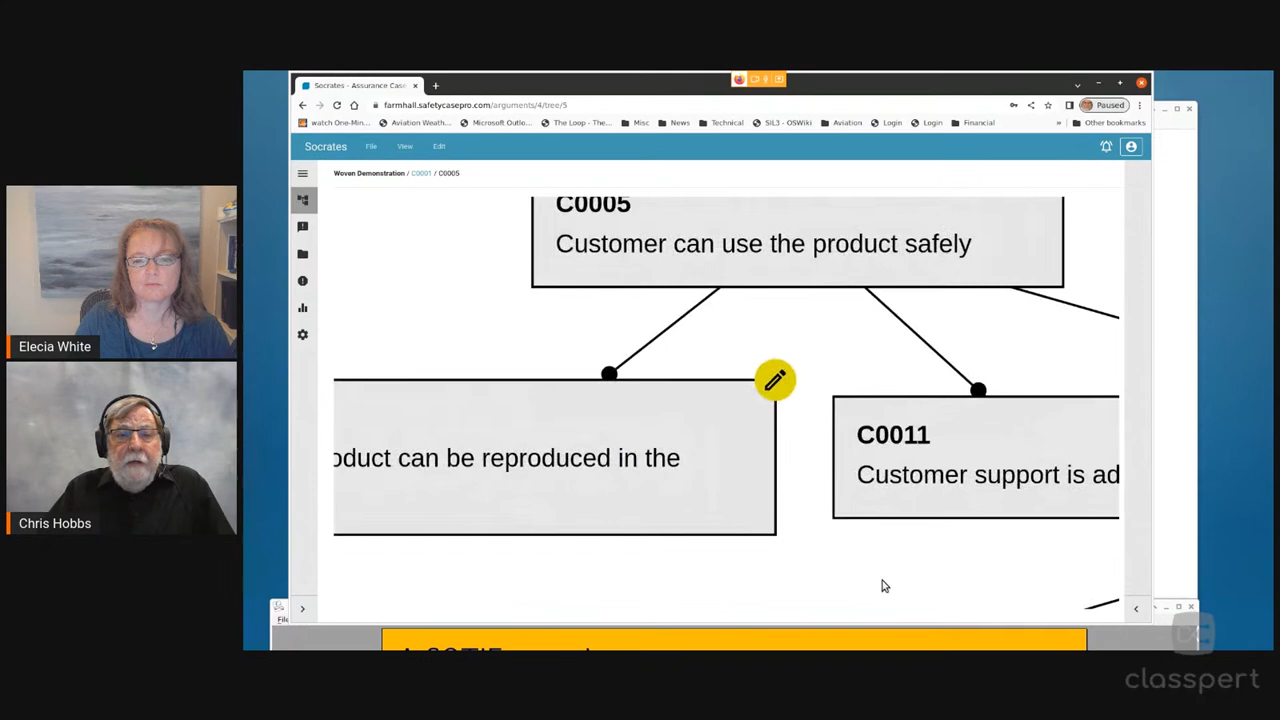 Socrates - Assurance Case
farmhall.safetycasepro.com/arguments/4/tree/5
Paused
watch One-Min... Aviation Weath... Microsoft Outlo... The Loop - The... Misc News Technical SIL3 - OSWiki Aviation Login Login Financial » Other bookmarks
Socrates File View Edit
Woven Demonstration / C0001 / C0005
C0005
Customer can use the product safely
oduct can be reproduced in the
C0011
Customer support is ad
Elecia White
Chris Hobbs
classpert